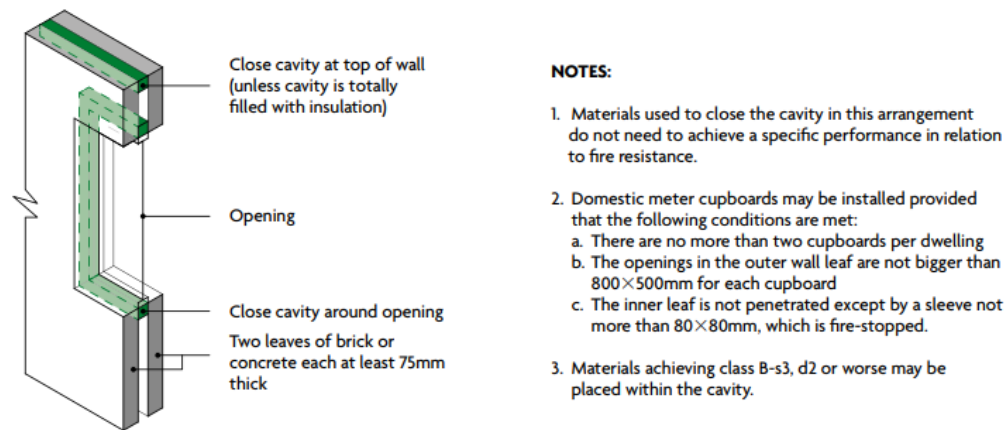 Close cavity at top of wall
(unless cavity is totally
filled with insulation)
Opening
Close cavity around opening
Two leaves of brick or
concrete each at least 75mm
thick
NOTES:
1. Materials used to close the cavity in this arrangement
do not need to achieve a specific performance in relation
to fire resistance.
2. Domestic meter cupboards may be installed provided
that the following conditions are met:
a. There are no more than two cupboards per dwelling
b. The openings in the outer wall leaf are not bigger than
800×500mm for each cupboard
c. The inner leaf is not penetrated except by a sleeve not
more than 80×80mm, which is fire-stopped.
3. Materials achieving class B-s3, d2 or worse may be
placed within the cavity.